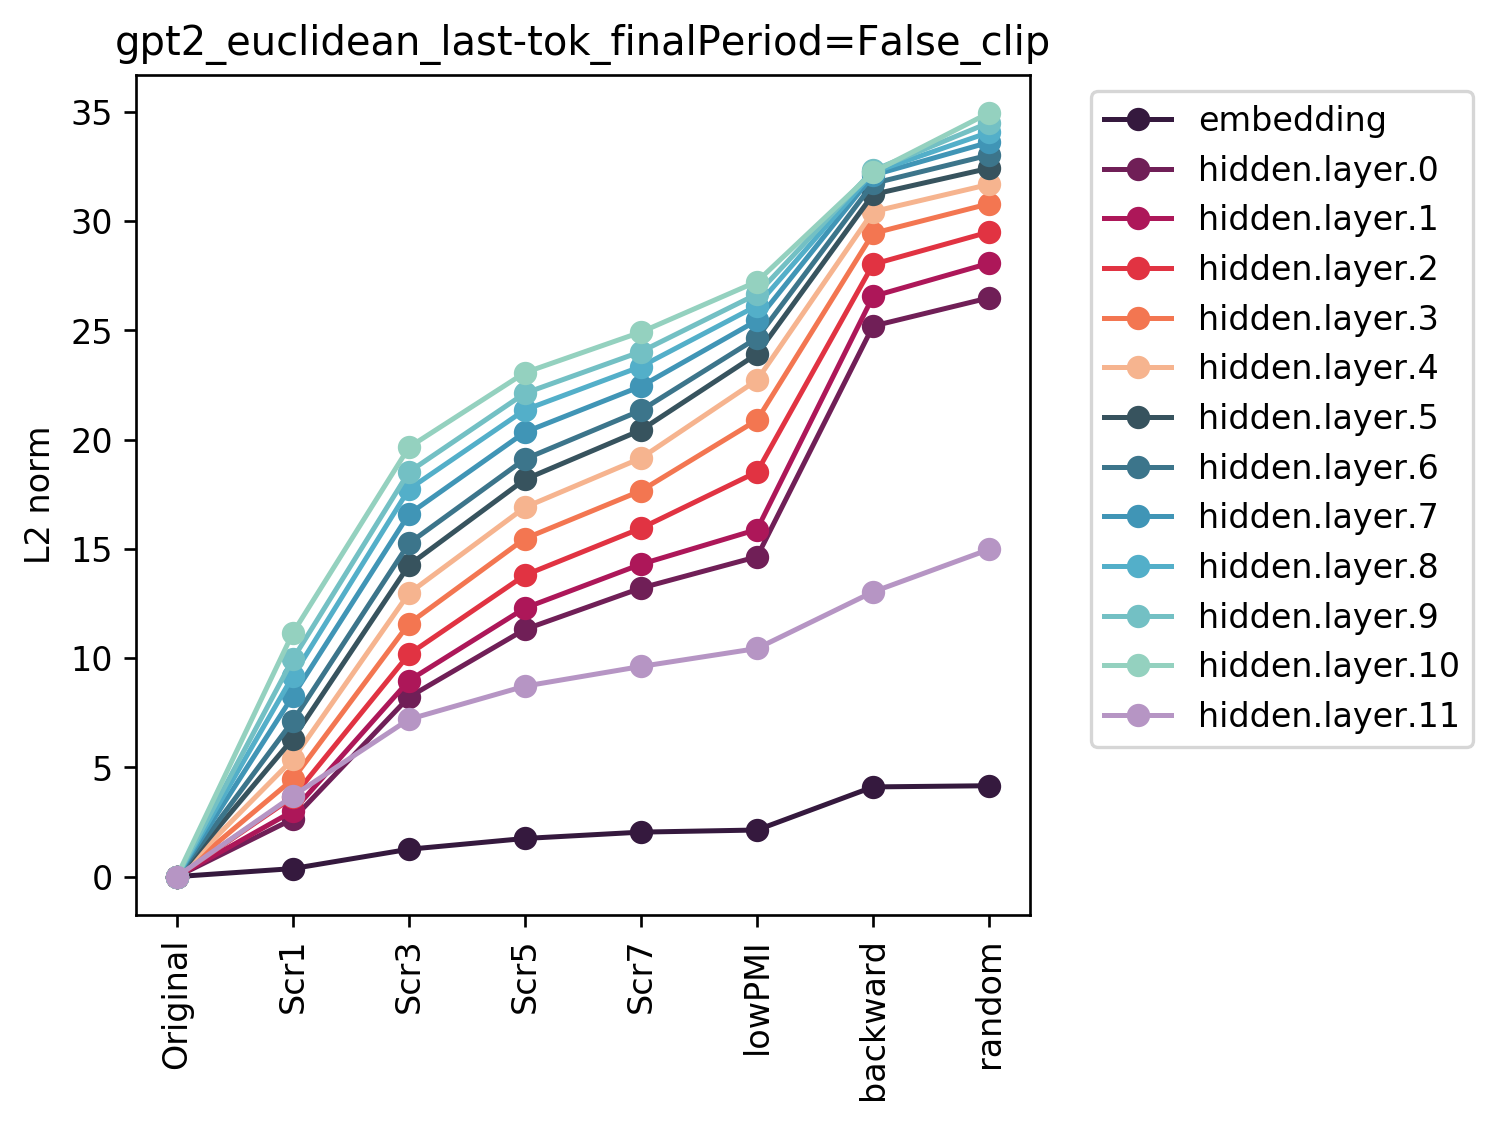 gpt2_euclidean_last-tok_finalPeriod=False_clip
L2 norm
35
30
25
20
15
10
5
0
Original
Scr1
Scr3
Scr5
Scr7
lowPMI
backward
random
embedding
hidden.layer.0
hidden.layer.1
hidden.layer.2
hidden.layer.3
hidden.layer.4
hidden.layer.5
hidden.layer.6
hidden.layer.7
hidden.layer.8
hidden.layer.9
hidden.layer.10
hidden.layer.11